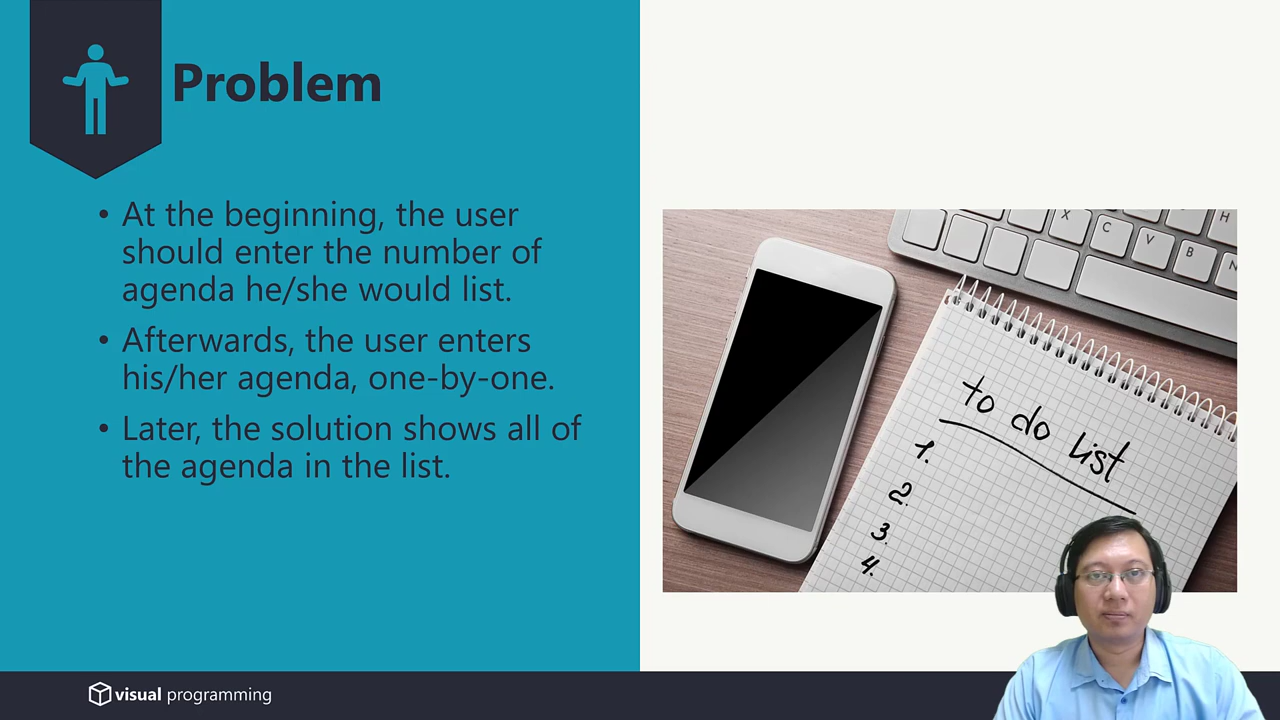 Problem
• At the beginning, the user
should enter the number of
agenda he/she would list.
• Afterwards, the user enters
his/her agenda, one-by-one.
• Later, the solution shows all of
the agenda in the list.
X
C
V
B
N
H
to do list
1.
2.
3.
4.
visual programming